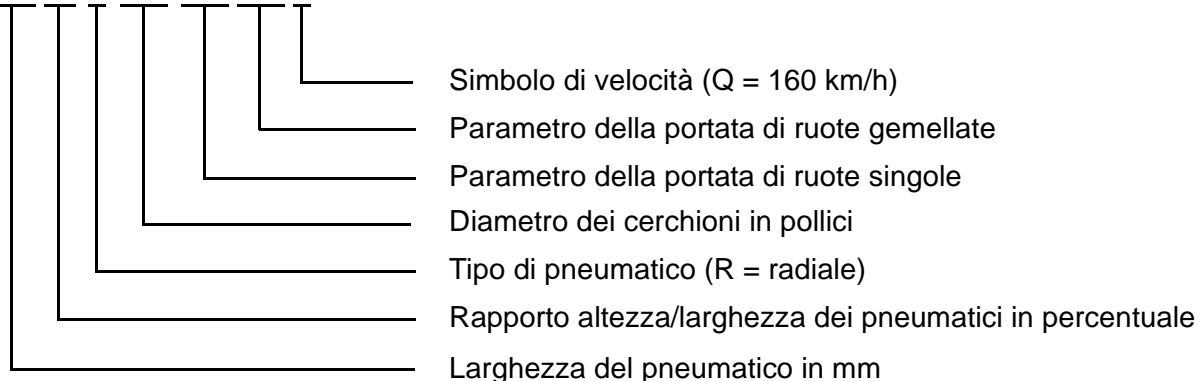 Simbolo di velocità (Q = 160 km/h)
Parametro della portata di ruote gemellate
Parametro della portata di ruote singole
Diametro dei cerchioni in pollici
Tipo di pneumatico (R = radiale)
Rapporto altezza/larghezza dei pneumatici in percentuale
Larghezza del pneumatico in mm